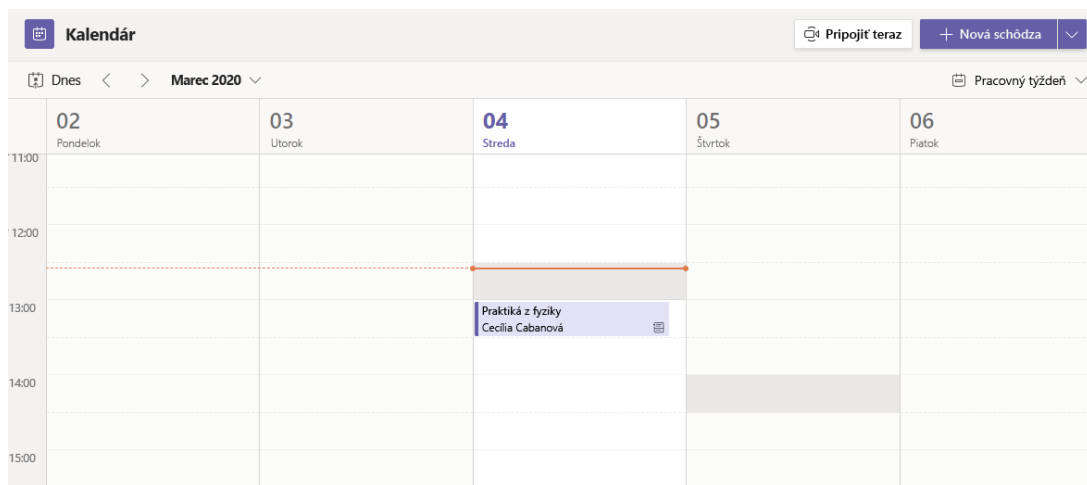 Kalendár
Pripojiť teraz
Nová schôdza
Dnes
Marec 2020
Pracovný týždeň
02
Pondelok
03
Utorok
04
Streda
05
Štvrtok
06
Piatok
11:00
12:00
13:00
Praktiká z fyziky
Cecília Cabanová
14:00
15:00